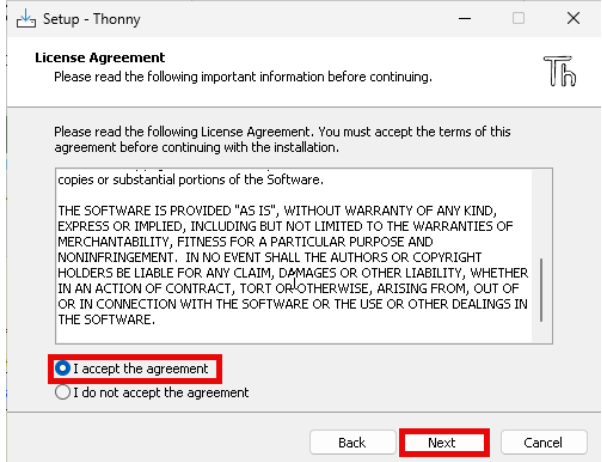 Setup - Thonny
License Agreement
Please read the following important information before continuing.
Th
Please read the following License Agreement. You must accept the terms of this
agreement before continuing with the installation.
copies or substantial portions of the Software.
THE SOFTWARE IS PROVIDED "AS IS", WITHOUT WARRANTY OF ANY KIND,
EXPRESS OR IMPLIED, INCLUDING BUT NOT LIMITED TO THE WARRANTIES OF
MERCHANTABILITY, FITNESS FOR A PARTICULAR PURPOSE AND
NONINFRINGEMENT. IN NO EVENT SHALL THE AUTHORS OR COPYRIGHT
HOLDERS BE LIABLE FOR ANY CLAIM, DAMAGES OR OTHER LIABILITY, WHETHER
IN AN ACTION OF CONTRACT, TORT OR OTHERWISE, ARISING FROM, OUT OF
OR IN CONNECTION WITH THE SOFTWARE OR THE USE OR OTHER DEALINGS IN
THE SOFTWARE.
I accept the agreement
I do not accept the agreement
Back Next Cancel